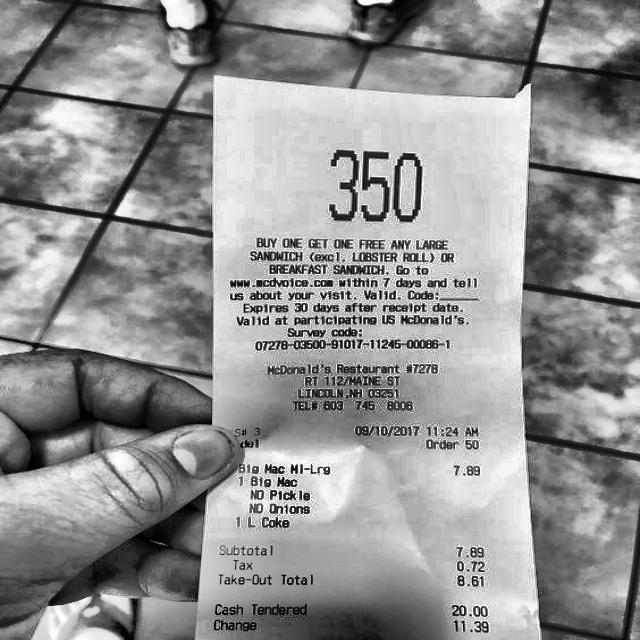 350
BUY ONE GET ONE FREE ANY LARGE
SANDWICH (excl. LOBSTER ROLL) OR
BREAKFAST SANDWICH. Go to
www.mcdvoice.com within 7 days and tell
us about your visit. Valid. Code:______
Expires 30 days after receipt date.
Valid at participating US McDonald's.
Survey code:
07278-03500-91017-11245-00086-1
McDonald's Restaurant #7278
RT 112/MAINE ST
LINCOLN,NH 03251
TEL# 603 745 8006
S# 3 09/10/2017 11:24 AM
del Order 50
Big Mac Ml-Lrg 7.89
1 Big Mac
NO Pickle
NO Onions
1 L Coke
Subtotal 7.89
Tax 0.72
Take-Out Total 8.61
Cash Tendered 20.00
Change 11.39